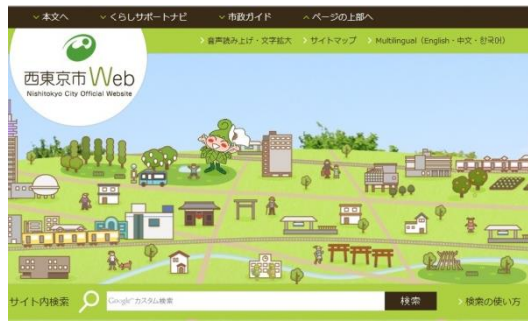 本文へ
くらしサポートナビ
市政ガイド
ページの上部へ
音声読み上げ・文字拡大
サイトマップ
Multilingual (English・中文・한국어)
西東京市Web
Nishitokyo City Official Website
サイト内検索
Google™ カスタム検索
検索
検索の使い方